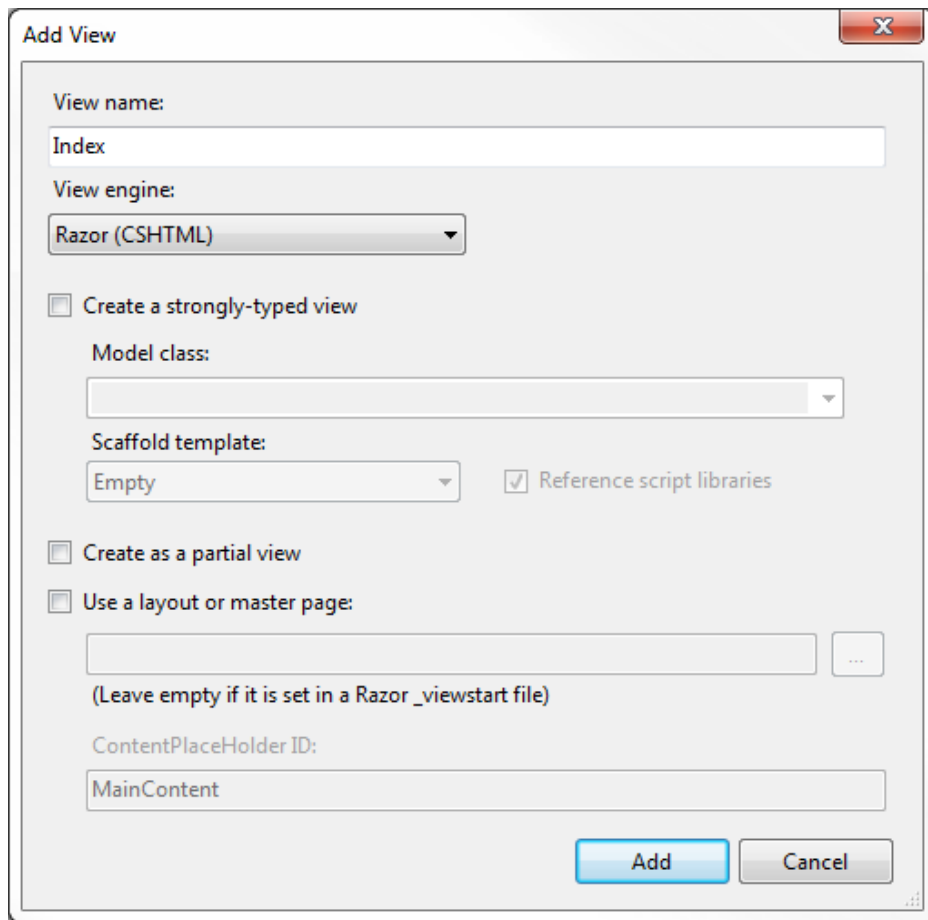 Add View
View name:
Index
View engine:
Razor (CSHTML)
Create a strongly-typed view
Model class:
Scaffold template:
Empty
Reference script libraries
Create as a partial view
Use a layout or master page:
...
(Leave empty if it is set in a Razor _viewstart file)
ContentPlaceHolder ID:
MainContent
Add Cancel